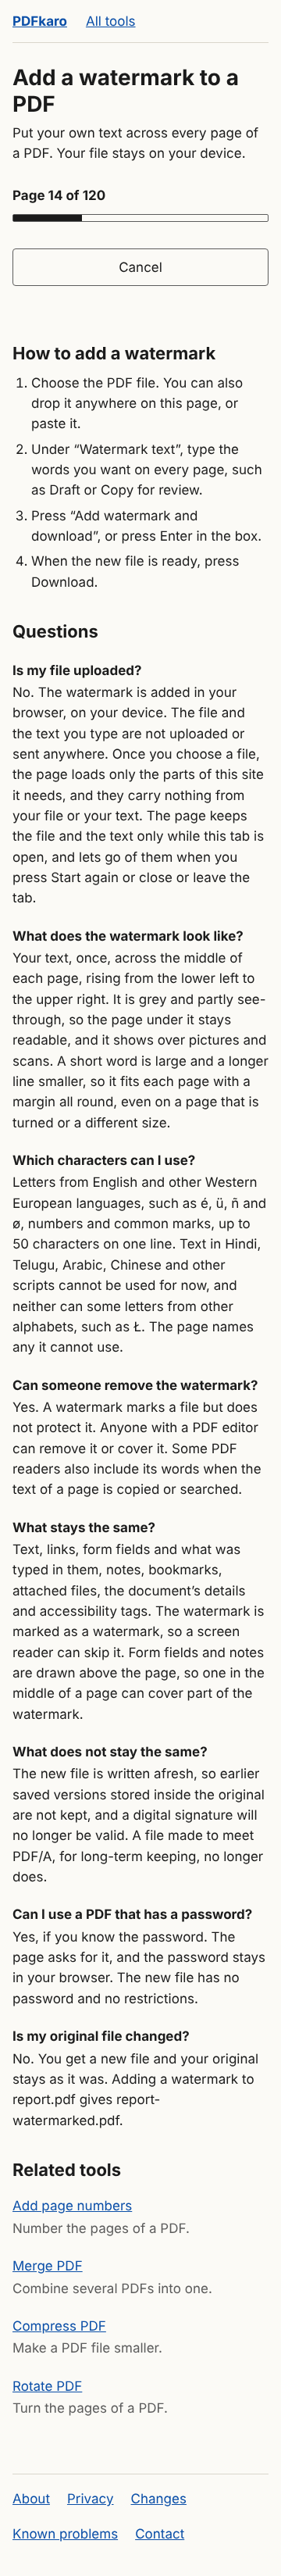 PDFkaro All tools
Add a watermark to a
PDF
Put your own text across every page of
a PDF. Your file stays on your device.
Page 14 of 120
Cancel
How to add a watermark
1. Choose the PDF file. You can also
drop it anywhere on this page, or
paste it.
2. Under “Watermark text”, type the
words you want on every page, such
as Draft or Copy for review.
3. Press “Add watermark and
download”, or press Enter in the box.
4. When the new file is ready, press
Download.
Questions
Is my file uploaded?
No. The watermark is added in your
browser, on your device. The file and
the text you type are not uploaded or
sent anywhere. Once you choose a file,
the page loads only the parts of this site
it needs, and they carry nothing from
your file or your text. The page keeps
the file and the text only while this tab is
open, and lets go of them when you
press Start again or close or leave the
tab.
What does the watermark look like?
Your text, once, across the middle of
each page, rising from the lower left to
the upper right. It is grey and partly see-
through, so the page under it stays
readable, and it shows over pictures and
scans. A short word is large and a longer
line smaller, so it fits each page with a
margin all round, even on a page that is
turned or a different size.
Which characters can I use?
Letters from English and other Western
European languages, such as é, ü, ñ and
ø, numbers and common marks, up to
50 characters on one line. Text in Hindi,
Telugu, Arabic, Chinese and other
scripts cannot be used for now, and
neither can some letters from other
alphabets, such as Ł. The page names
any it cannot use.
Can someone remove the watermark?
Yes. A watermark marks a file but does
not protect it. Anyone with a PDF editor
can remove it or cover it. Some PDF
readers also include its words when the
text of a page is copied or searched.
What stays the same?
Text, links, form fields and what was
typed in them, notes, bookmarks,
attached files, the document’s details
and accessibility tags. The watermark is
marked as a watermark, so a screen
reader can skip it. Form fields and notes
are drawn above the page, so one in the
middle of a page can cover part of the
watermark.
What does not stay the same?
The new file is written afresh, so earlier
saved versions stored inside the original
are not kept, and a digital signature will
no longer be valid. A file made to meet
PDF/A, for long-term keeping, no longer
does.
Can I use a PDF that has a password?
Yes, if you know the password. The
page asks for it, and the password stays
in your browser. The new file has no
password and no restrictions.
Is my original file changed?
No. You get a new file and your original
stays as it was. Adding a watermark to
report.pdf gives report-
watermarked.pdf.
Related tools
Add page numbers
Number the pages of a PDF.
Merge PDF
Combine several PDFs into one.
Compress PDF
Make a PDF file smaller.
Rotate PDF
Turn the pages of a PDF.
About Privacy Changes
Known problems Contact